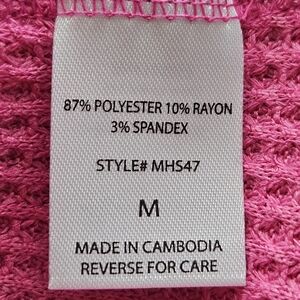 87% POLYESTER 10% RAYON
3% SPANDEX
STYLE# MHS47
M
MADE IN CAMBODIA
REVERSE FOR CARE